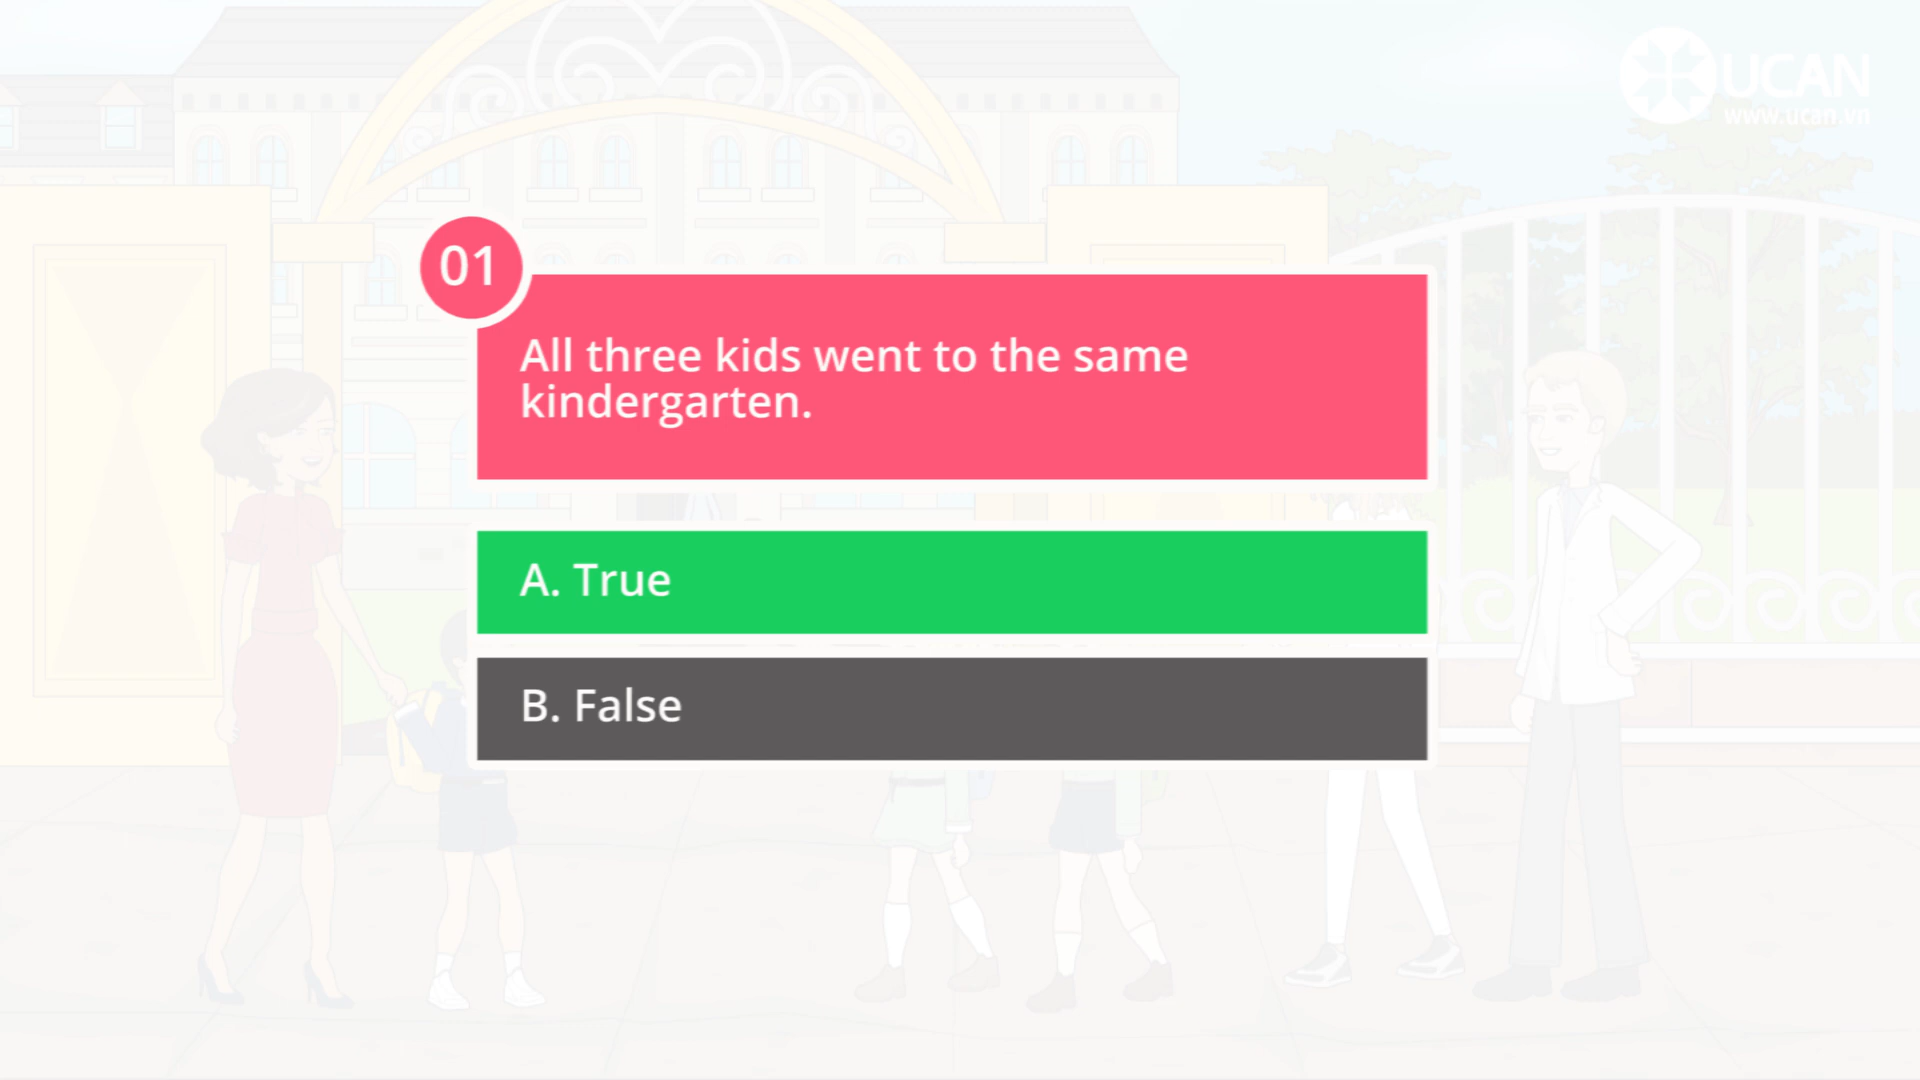 UCAN
www.ucan.vn
01
All three kids went to the same
kindergarten.
A. True
B. False